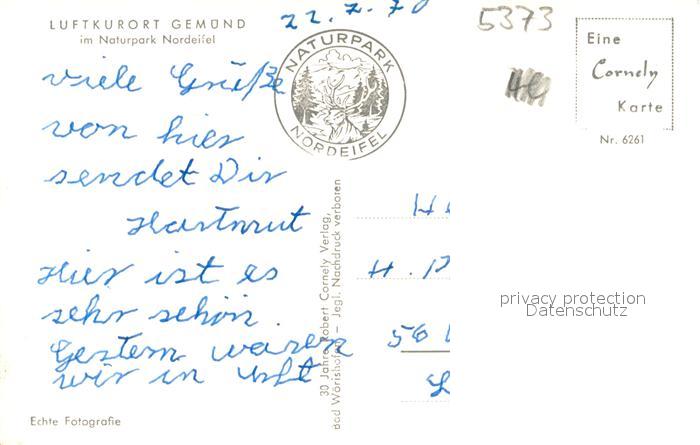 LUFTKURORT GEMÜND
im Naturpark Nordeifel
22.7.70
NATURPARK
NORDEIFEL
5373
Eine
Cornely
Karte
Nr. 6261
viele Grüße
von hier
sendet Dir
Hartmut
Hier ist es
sehr schön.
Gestern waren
wir in Urft
30 Jahre Robert Cornely Verlag,
Bad Wörishofen – Jegl. Nachdruck verboten
H
H. P
56
L
privacy protection
Datenschutz
Echte Fotografie